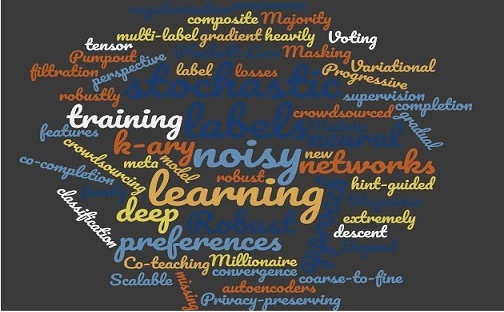 composite
Majority
multi-label
gradient
heavily
Voting
tensor
Pumpout
perspective
Masking
label
losses
Variational
filtration
stochastic
Progressive
robustly
supervision
completion
training
labels
crowdsourced
gradual
features
neural
k-ary
noisy
new
networks
crowdsourcing
meta
model
robust
co-completion
learning
hint-guided
classification
deep
Robust
extremely
preferences
descent
Co-teaching
Millionaire
convergence
Scalable
missing
autoencoders
coarse-to-fine
Privacy-preserving